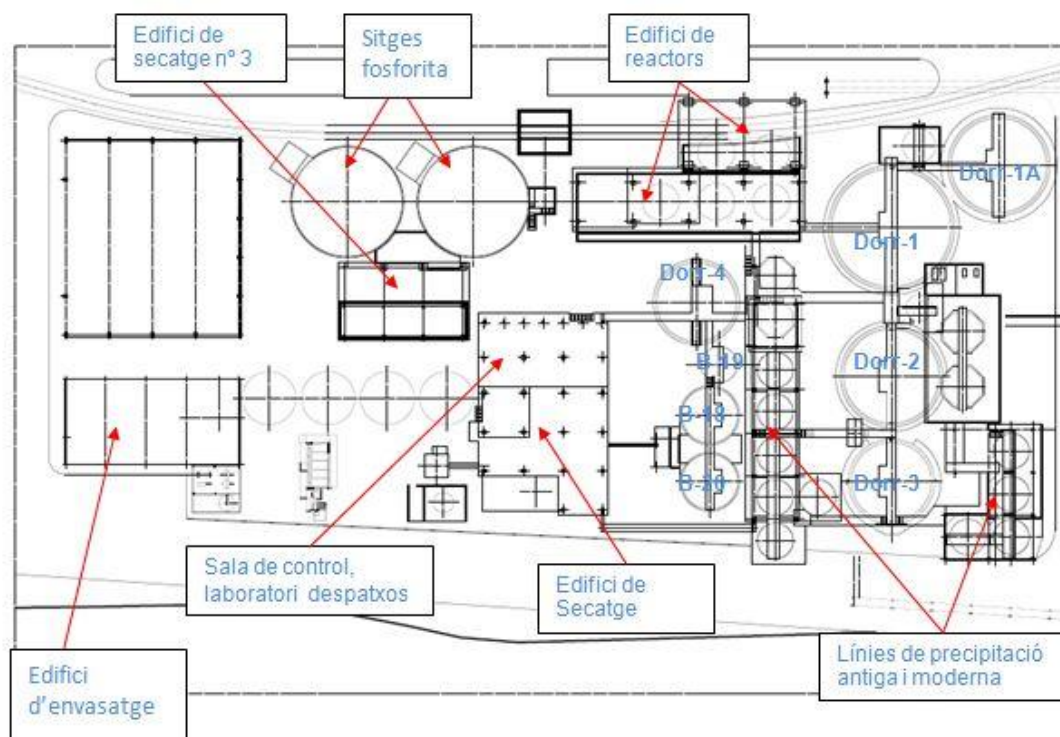 Edifici de
secatge nº 3
Sitges
fosforita
Edifici de
reactors
Dorr-1A
Dorr-1
Dorr-4
B-19
Dorr-2
B-18
B-20
Dorr-3
Sala de control,
laboratori despatxos
Edifici de
Secatge
Línies de precipitació
antiga i moderna
Edifici
d'envasatge